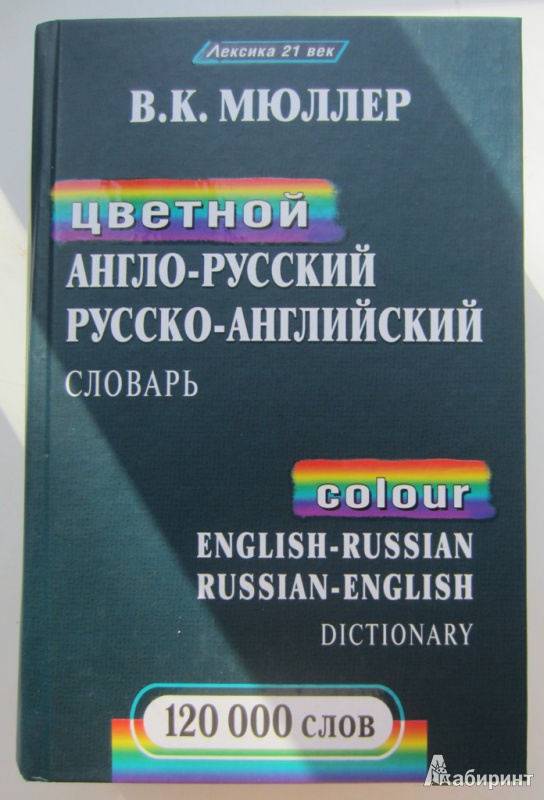 Лексика 21 век
В.К. МЮЛЛЕР
цветной
АНГЛО-РУССКИЙ
РУССКО-АНГЛИЙСКИЙ
СЛОВАРЬ
colour
ENGLISH-RUSSIAN
RUSSIAN-ENGLISH
DICTIONARY
120 000 слов
Лабиринт